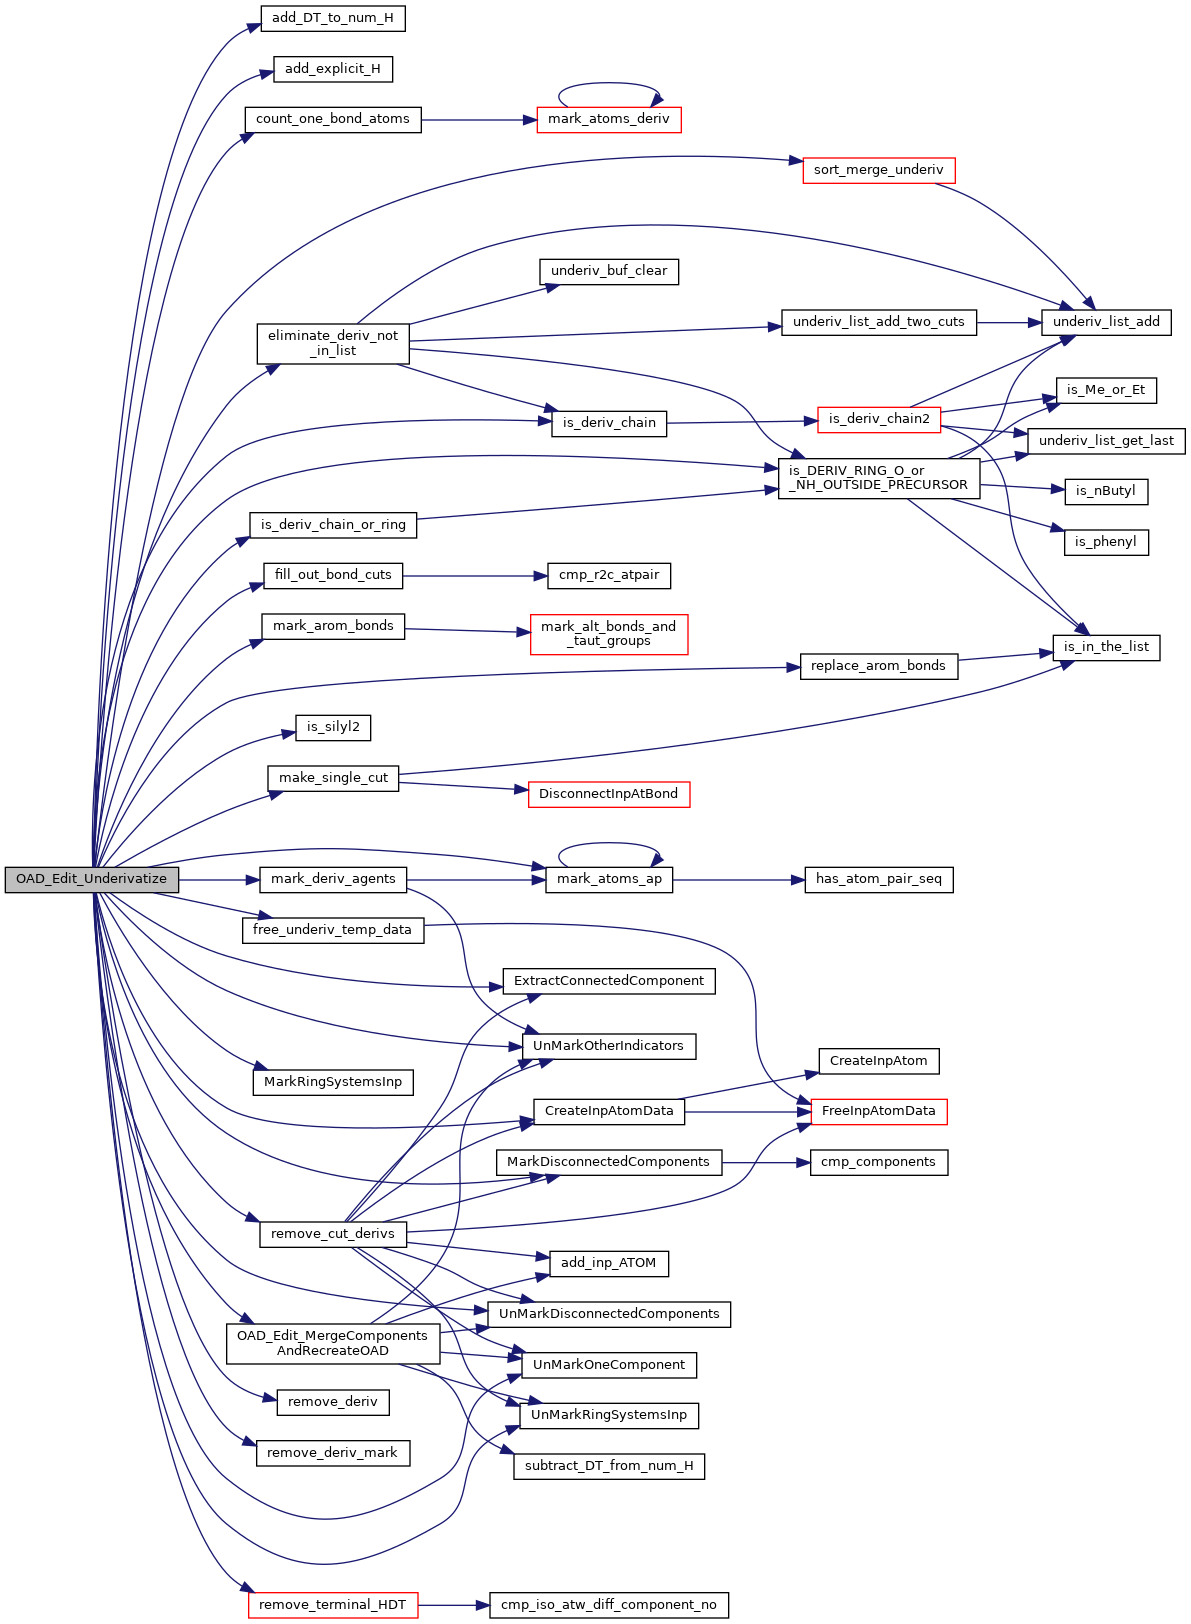 add_DT_to_num_H
add_explicit_H
count_one_bond_atoms
mark_atoms_deriv
sort_merge_underiv
underiv_buf_clear
eliminate_deriv_not
_in_list
underiv_list_add_two_cuts
underiv_list_add
is_Me_or_Et
is_deriv_chain
is_deriv_chain2
underiv_list_get_last
is_DERIV_RING_O_or
_NH_OUTSIDE_PRECURSOR
is_nButyl
is_deriv_chain_or_ring
is_phenyl
fill_out_bond_cuts
cmp_r2c_atpair
mark_arom_bonds
mark_alt_bonds_and
_taut_groups
is_in_the_list
replace_arom_bonds
is_silyl2
make_single_cut
DisconnectInpAtBond
OAD_Edit_Underivatize
mark_deriv_agents
mark_atoms_ap
has_atom_pair_seq
free_underiv_temp_data
ExtractConnectedComponent
UnMarkOtherIndicators
CreateInpAtom
MarkRingSystemsInp
CreateInpAtomData
FreeInpAtomData
MarkDisconnectedComponents
cmp_components
remove_cut_derivs
add_inp_ATOM
UnMarkDisconnectedComponents
OAD_Edit_MergeComponents
AndRecreateOAD
UnMarkOneComponent
remove_deriv
UnMarkRingSystemsInp
remove_deriv_mark
subtract_DT_from_num_H
remove_terminal_HDT
cmp_iso_atw_diff_component_no